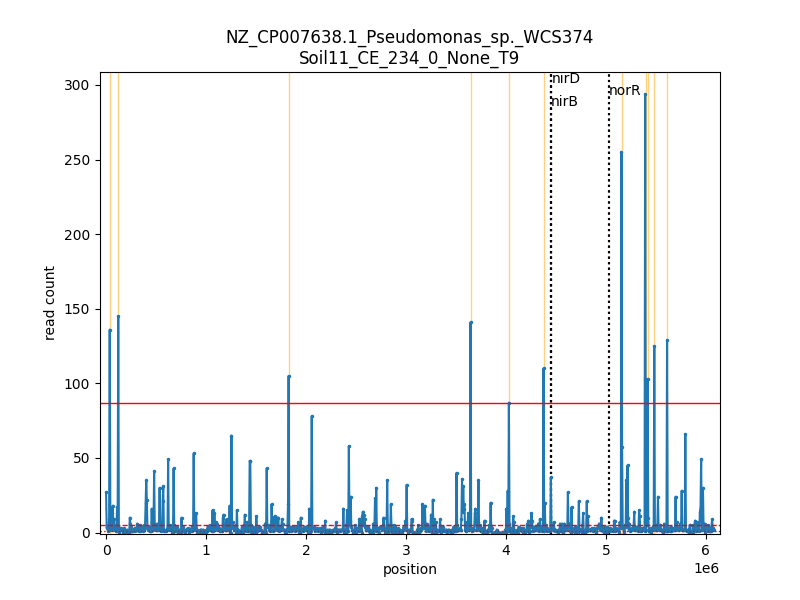 NZ_CP007638.1_Pseudomonas_sp._WCS374
Soil11_CE_234_0_None_T9
nirD
nirB
norR
300
250
200
150
100
50
0
read count
0 1 2 3 4 5 6
1e6
position